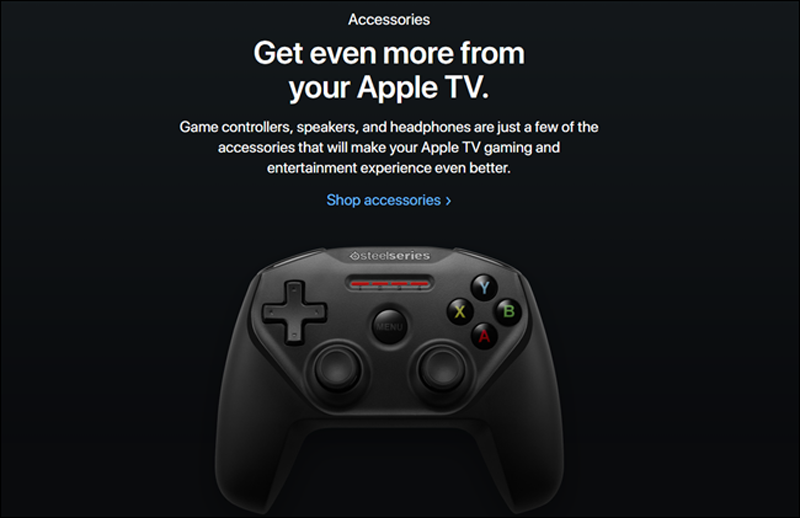 Accessories
Get even more from
your Apple TV.
Game controllers, speakers, and headphones are just a few of the
accessories that will make your Apple TV gaming and
entertainment experience even better.
Shop accessories ›
steelseries
Y
X B
MENU
A